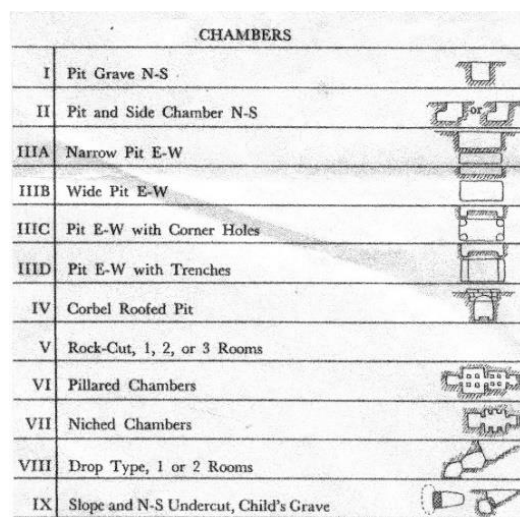 CHAMBERS
I Pit Grave N-S
II Pit and Side Chamber N-S or
IIIA Narrow Pit E-W
IIIB Wide Pit E-W
IIIC Pit E-W with Corner Holes
IIID Pit E-W with Trenches
IV Corbel Roofed Pit
V Rock-Cut, 1, 2, or 3 Rooms
VI Pillared Chambers
VII Niched Chambers
VIII Drop Type, 1 or 2 Rooms
IX Slope and N-S Undercut, Child's Grave